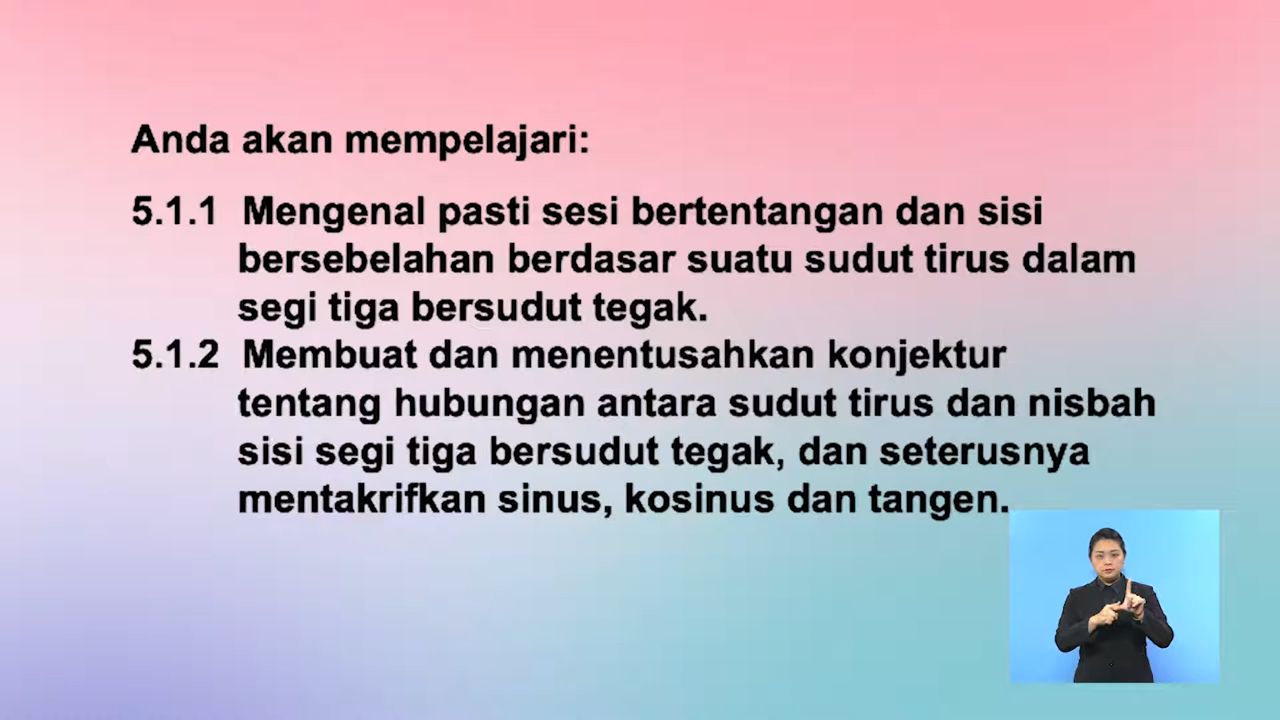 Anda akan mempelajari:
5.1.1 Mengenal pasti sesi bertentangan dan sisi
bersebelahan berdasar suatu sudut tirus dalam
segi tiga bersudut tegak.
5.1.2 Membuat dan menentusahkan konjektur
tentang hubungan antara sudut tirus dan nisbah
sisi segi tiga bersudut tegak, dan seterusnya
mentakrifkan sinus, kosinus dan tangen.